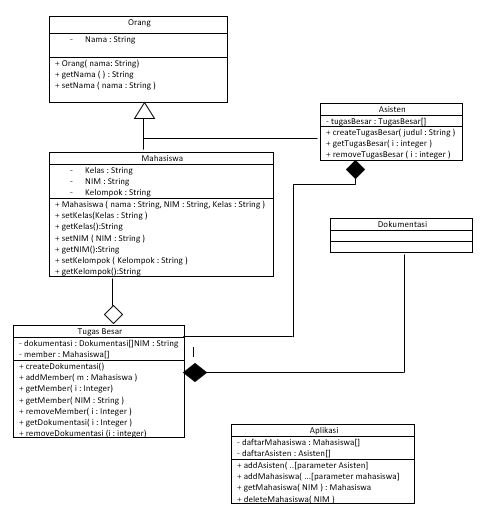 Orang
- Nama : String
+ Orang( nama: String)
+ getNama ( ) : String
+ setNama ( nama : String )
Asisten
- tugasBesar : TugasBesar[]
+ createTugasBesar( judul : String )
+ getTugasBesar( i : integer )
+ removeTugasBesar ( i : integer )
Mahasiswa
- Kelas : String
- NIM : String
- Kelompok : String
+ Mahasiswa ( nama : String, NIM : String, Kelas : String )
+ setKelas(Kelas : String )
+ getKelas():String
+ setNIM ( NIM : String )
+ getNIM():String
+ setKelompok ( Kelompok : String )
+ getKelompok():String
Dokumentasi
Tugas Besar
- dokumentasi : Dokumentasi[]NIM : String
- member : Mahasiswa[]
+ createDokumentasi()
+ addMember( m : Mahasiswa )
+ getMember( i : Integer)
+ getMember( NIM : String )
+ removeMember( i : Integer )
+ getDokumentasi( i : Integer )
+ removeDokumentasi (i : integer)
Aplikasi
- daftarMahasiswa : Mahasiswa[]
- daftarAsisten : Asisten[]
+ addAsisten( ..[parameter Asisten]
+ addMahasiswa( ...[parameter mahasiswa]
+ getMahasiswa( NIM ) : Mahasiswa
+ deleteMahasiswa( NIM )